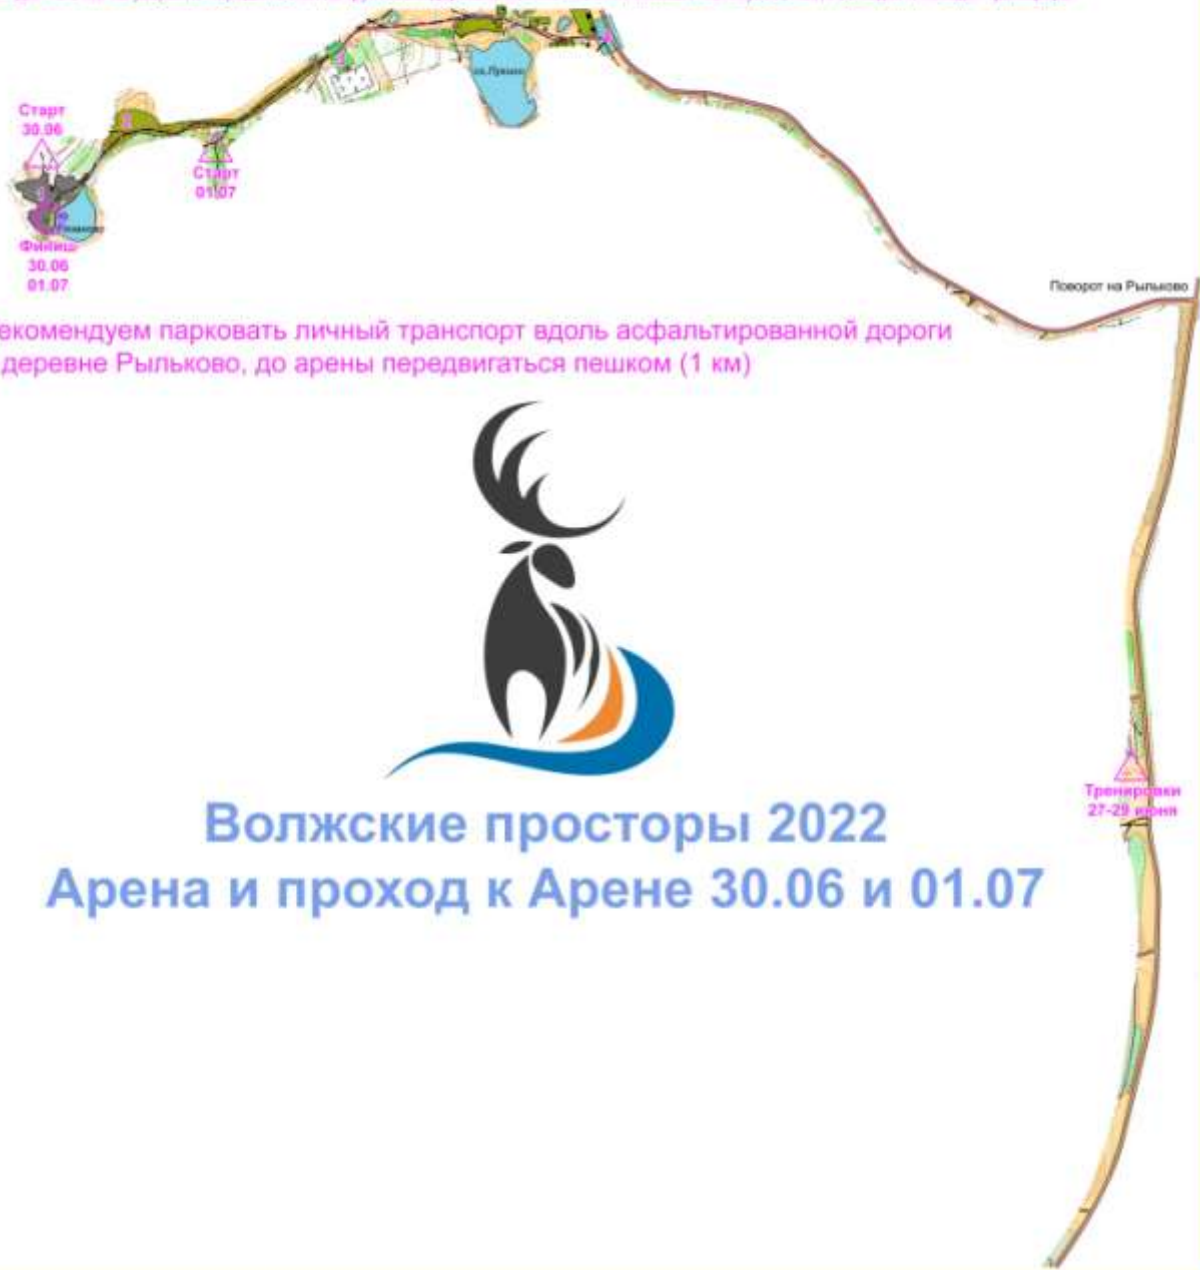 Старт
30.06
оз.Лукино
Старт
01.07
Финиш
30.06
01.07
Поворот на Рыльково
екомендуем парковать личный транспорт вдоль асфальтированной дороги
деревне Рыльково, до арены передвигаться пешком (1 км)
Тренировки
27-29 июня
Волжские просторы 2022
Арена и проход к Арене 30.06 и 01.07